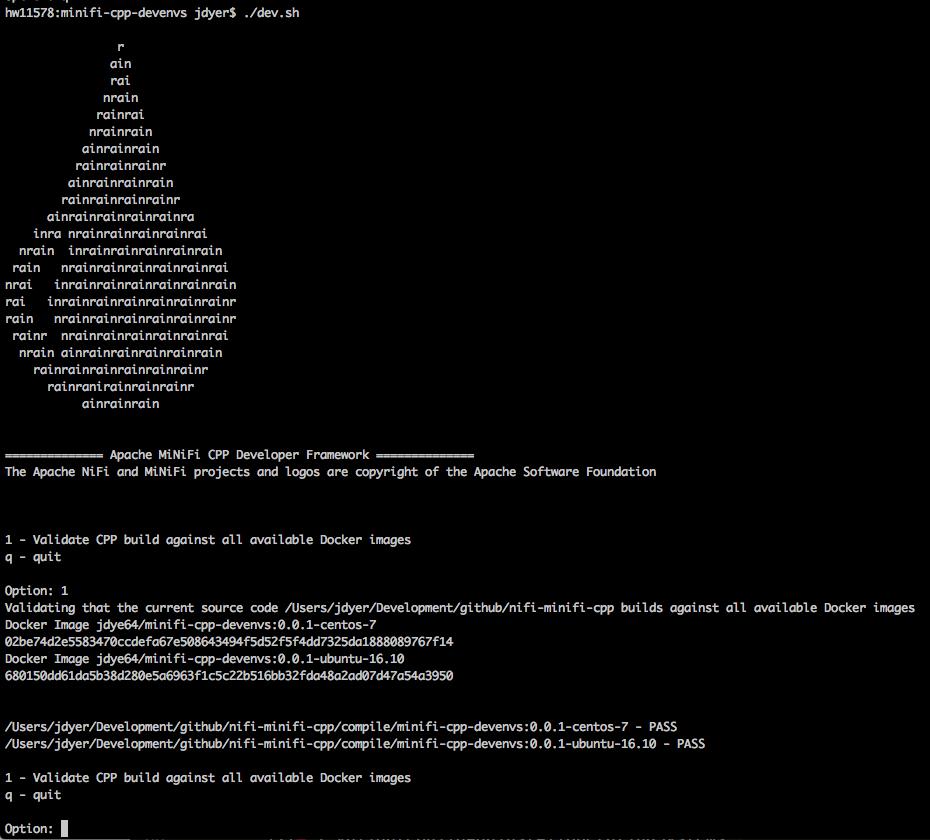 hw11578:minifi-cpp-devenvs jdyer$ ./dev.sh
r
ain
rai
nrain
rainrai
nrainrain
ainrainrain
rainrainrainr
ainrainrainrain
rainrainrainrainr
ainrainrainrainrainra
inra nrainrainrainrainrai
nrain  inrainrainrainrainrain
rain   nrainrainrainrainrainrai
nrai   inrainrainrainrainrainrain
rai   inrainrainrainrainrainrainr
rain   nrainrainrainrainrainrainr
rainr  nrainrainrainrainrainrai
nrain ainrainrainrainrainrain
rainrainrainrainrainrainr
rainranirainrainrainr
ainrainrain
============== Apache MiNiFi CPP Developer Framework ==============
The Apache NiFi and MiNiFi projects and logos are copyright of the Apache Software Foundation
1 - Validate CPP build against all available Docker images
q - quit
Option: 1
Validating that the current source code /Users/jdyer/Development/github/nifi-minifi-cpp builds against all available Docker images
Docker Image jdye64/minifi-cpp-devenvs:0.0.1-centos-7
02be74d2e5583470ccdefa67e508643494f5d52f5f4dd7325da1888089767f14
Docker Image jdye64/minifi-cpp-devenvs:0.0.1-ubuntu-16.10
680150dd61da5b38d280e5a6963f1c5c22b516bb32fda48a2ad07d47a54a3950
/Users/jdyer/Development/github/nifi-minifi-cpp/compile/minifi-cpp-devenvs:0.0.1-centos-7 - PASS
/Users/jdyer/Development/github/nifi-minifi-cpp/compile/minifi-cpp-devenvs:0.0.1-ubuntu-16.10 - PASS
1 - Validate CPP build against all available Docker images
q - quit
Option: